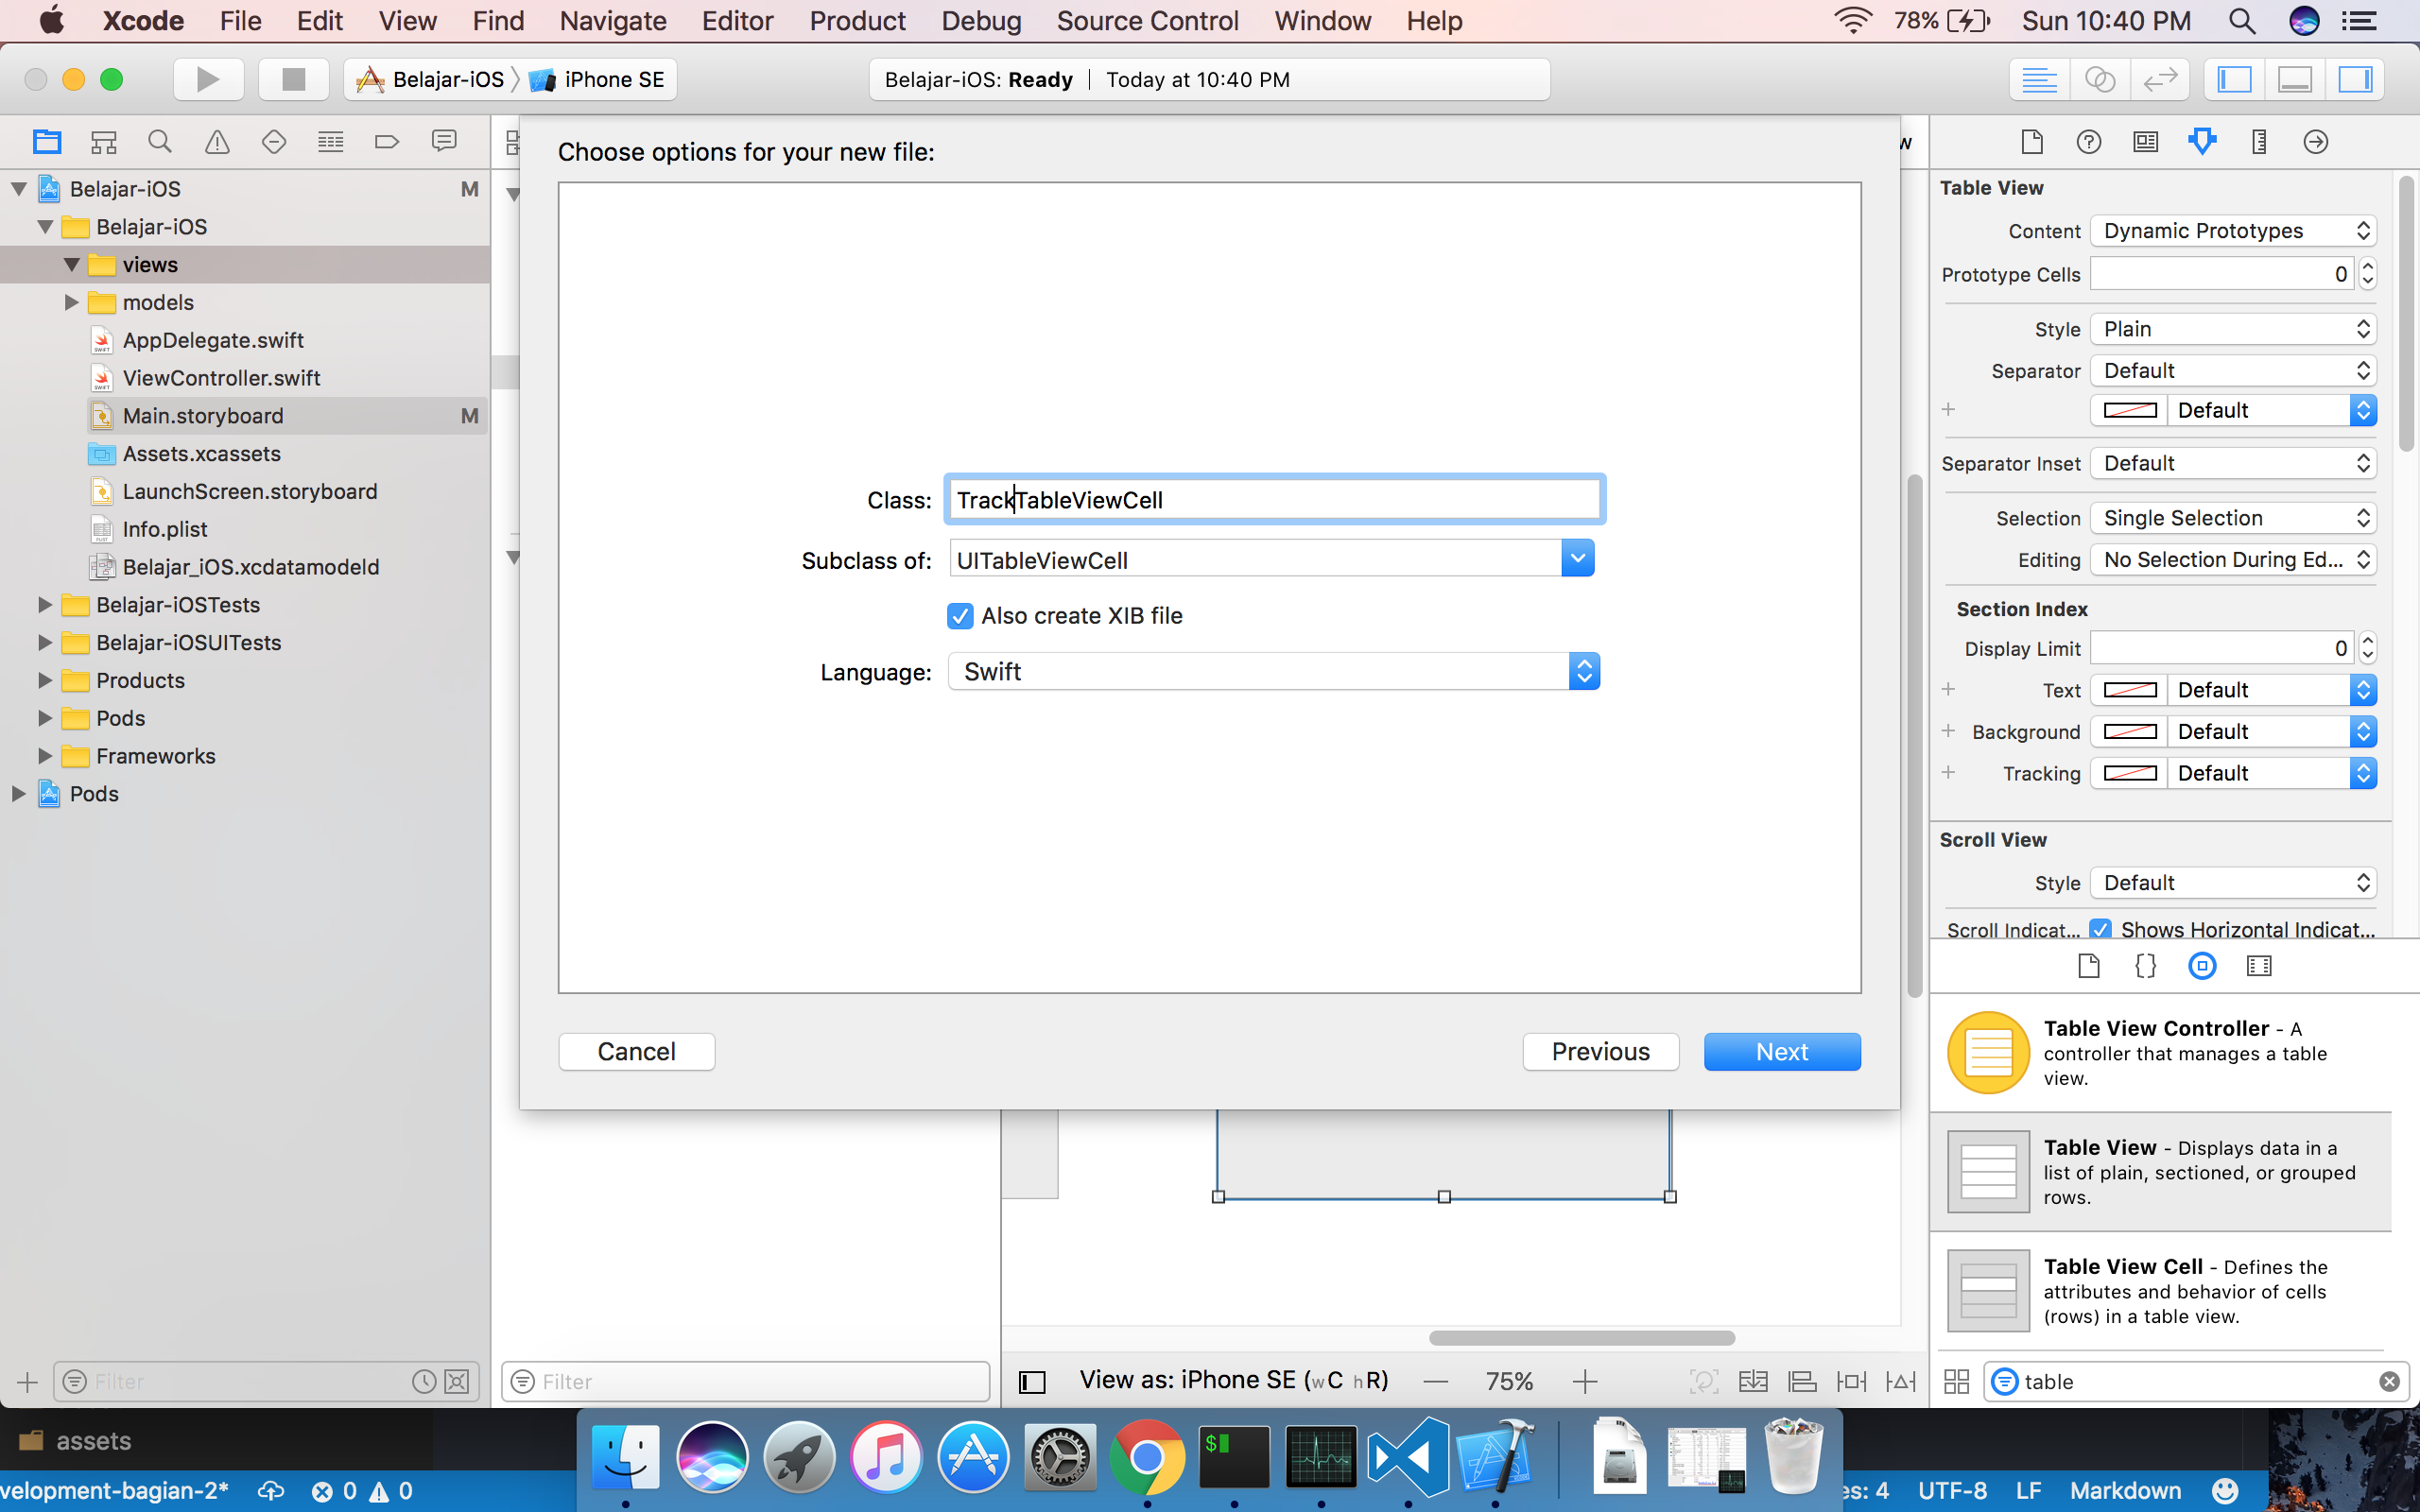 Xcode File Edit View Find Navigate Editor Product Debug Source Control Window Help 78% Sun 10:40 PM
Belajar-iOS iPhone SE Belajar-iOS: Ready | Today at 10:40 PM
Belajar-iOS M
Belajar-iOS
views
models
AppDelegate.swift
ViewController.swift
Main.storyboard M
Assets.xcassets
LaunchScreen.storyboard
Info.plist
Belajar_iOS.xcdatamodeld
Belajar-iOSTests
Belajar-iOSUITests
Products
Pods
Frameworks
Pods
Filter
Choose options for your new file:
Class: TrackTableViewCell
Subclass of: UITableViewCell
Also create XIB file
Language: Swift
Cancel Previous Next
Filter
View as: iPhone SE (wC hR) 75%
w
Table View
Content Dynamic Prototypes
Prototype Cells 0
Style Plain
Separator Default
Default
Separator Inset Default
Selection Single Selection
Editing No Selection During Ed...
Section Index
Display Limit 0
Text Default
Background Default
Tracking Default
Scroll View
Style Default
Scroll Indicat... Shows Horizontal Indicat...
Table View Controller - A
controller that manages a table
view.
Table View - Displays data in a
list of plain, sectioned, or grouped
rows.
Table View Cell - Defines the
attributes and behavior of cells
(rows) in a table view.
table
assets
velopment-bagian-2* 0 0
es: 4 UTF-8 LF Markdown